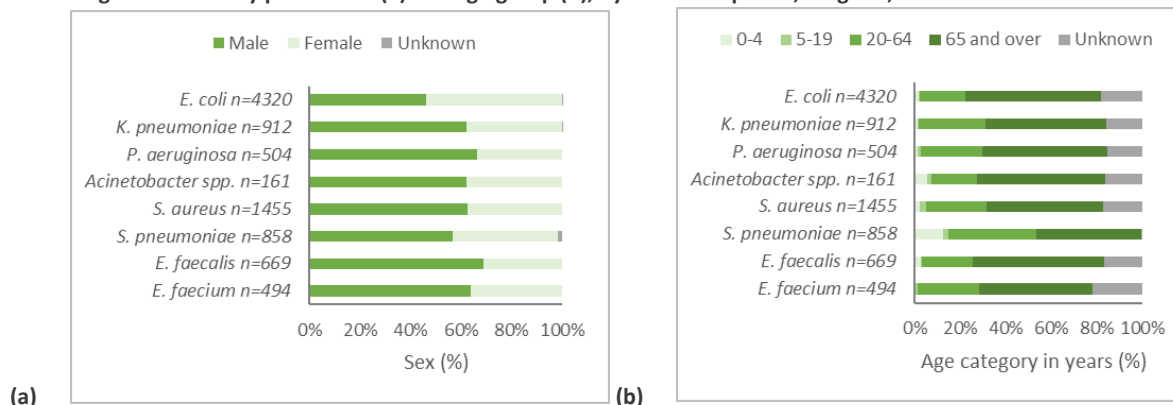 Male Female Unknown
E. coli n=4320
K. pneumoniae n=912
P. aeruginosa n=504
Acinetobacter spp. n=161
S. aureus n=1455
S. pneumoniae n=858
E. faecalis n=669
E. faecium n=494
0% 20% 40% 60% 80% 100%
Sex (%)
(a)
0-4 5-19 20-64 65 and over Unknown
E. coli n=4320
K. pneumoniae n=912
P. aeruginosa n=504
Acinetobacter spp. n=161
S. aureus n=1455
S. pneumoniae n=858
E. faecalis n=669
E. faecium n=494
0% 20% 40% 60% 80% 100%
Age category in years (%)
(b)